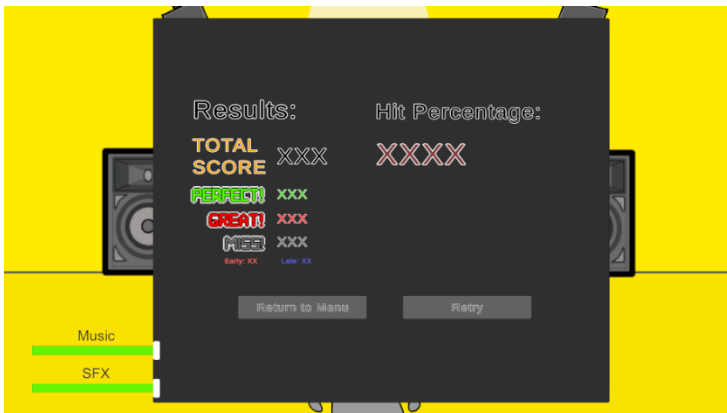 Results:
Hit Percentage:
TOTAL
SCORE XXX
XXXX
PERFECT! XXX
GREAT! XXX
MISS! XXX
Early: XX Late: XX
Return to Menu
Retry
Music
SFX